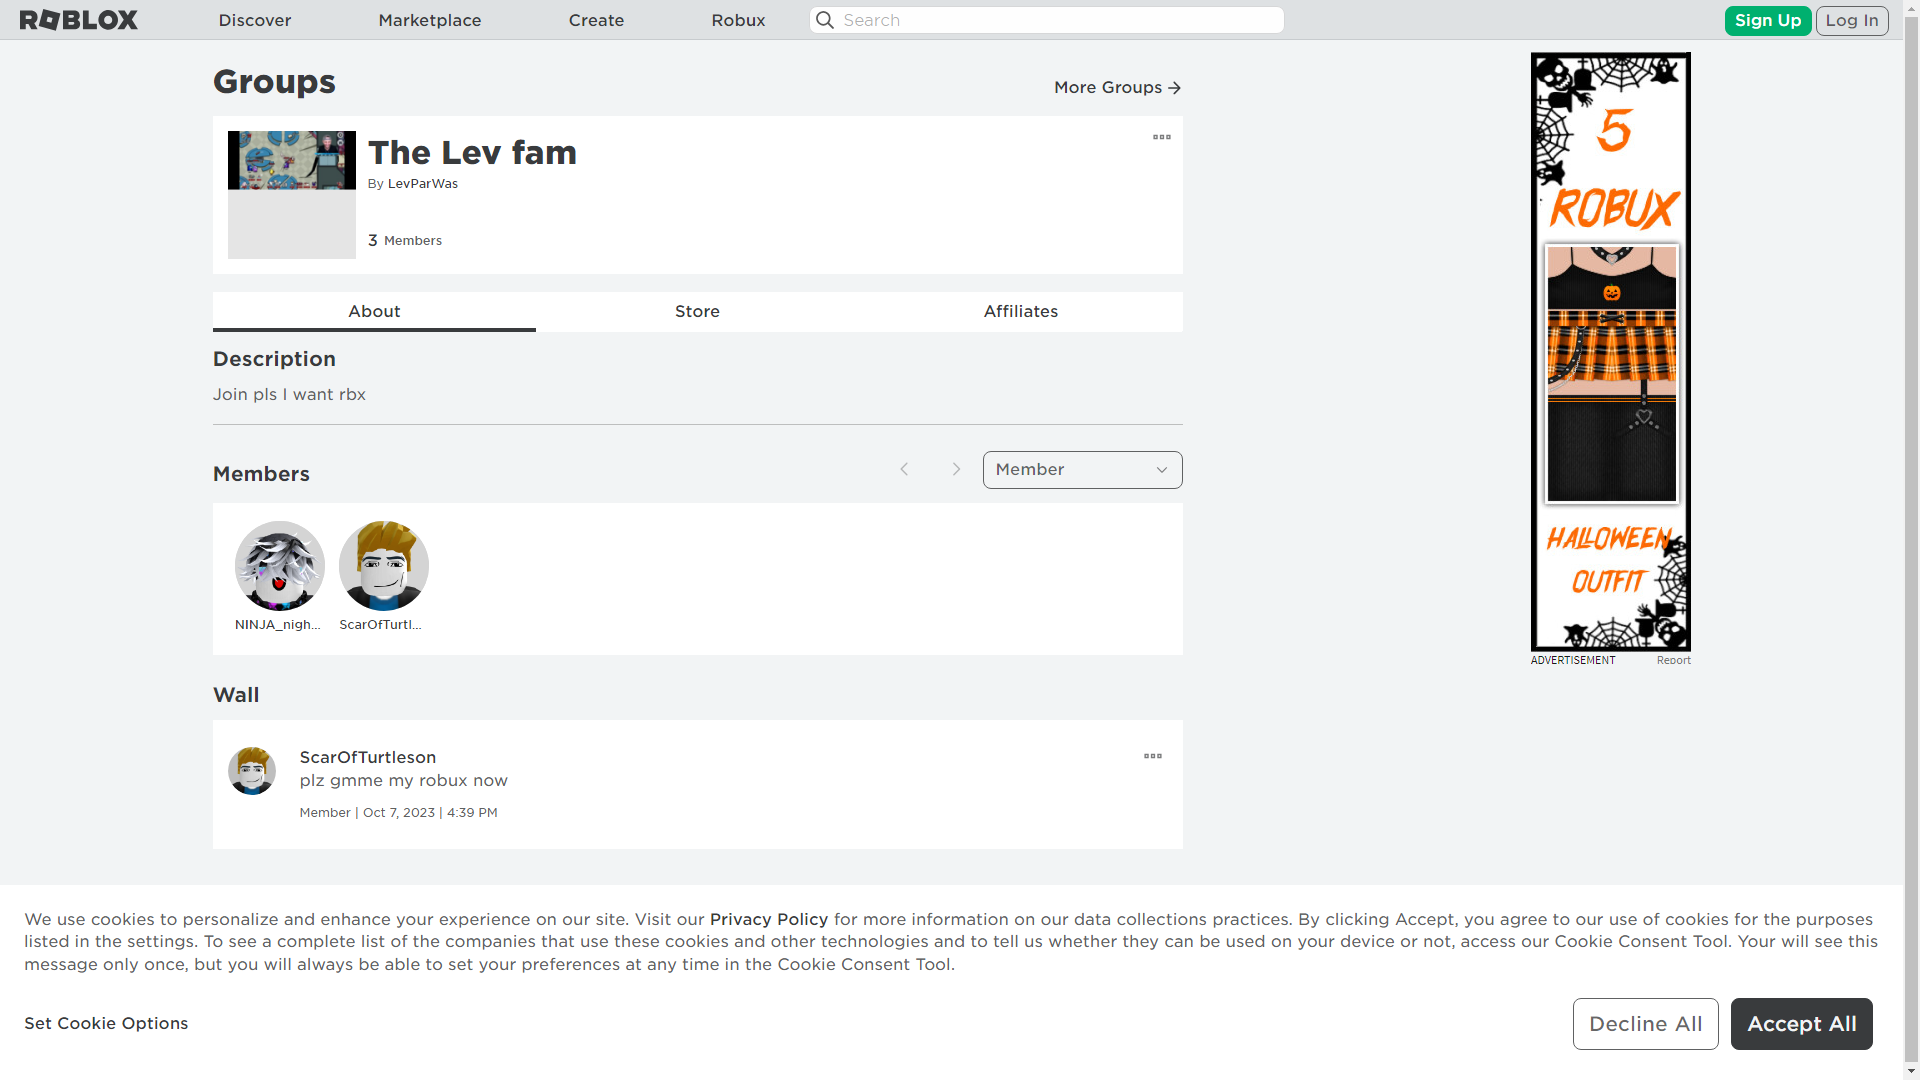 ROBLOX
Discover
Marketplace
Create
Robux
Search
Sign Up
Log In
Groups
More Groups
The Lev fam
By LevParWas
3 Members
About
Store
Affiliates
Description
Join pls I want rbx
Members
Member
NINJA_nigh...
ScarOfTurtl...
Wall
ScarOfTurtleson
plz gmme my robux now
Member | Oct 7, 2023 | 4:39 PM
5
ROBUX
HALLOWEEN
OUTFIT
ADVERTISEMENT
Report
We use cookies to personalize and enhance your experience on our site. Visit our Privacy Policy for more information on our data collections practices. By clicking Accept, you agree to our use of cookies for the purposes
listed in the settings. To see a complete list of the companies that use these cookies and other technologies and to tell us whether they can be used on your device or not, access our Cookie Consent Tool. Your will see this
message only once, but you will always be able to set your preferences at any time in the Cookie Consent Tool.
Set Cookie Options
Decline All
Accept All